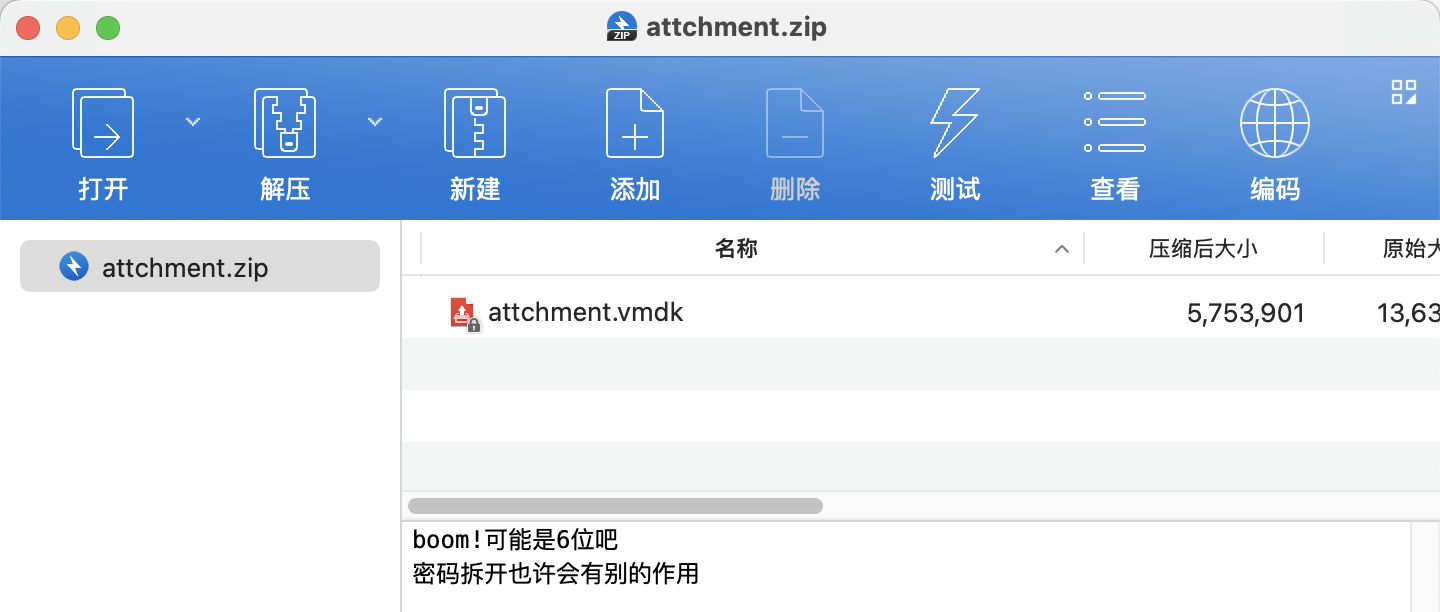 attchment.zip
打开
解压
新建
添加
删除
测试
查看
编码
attchment.zip
名称
压缩后大小
原始大
attchment.vmdk
5,753,901
13,63
boom!可能是6位吧
密码拆开也许会有别的作用